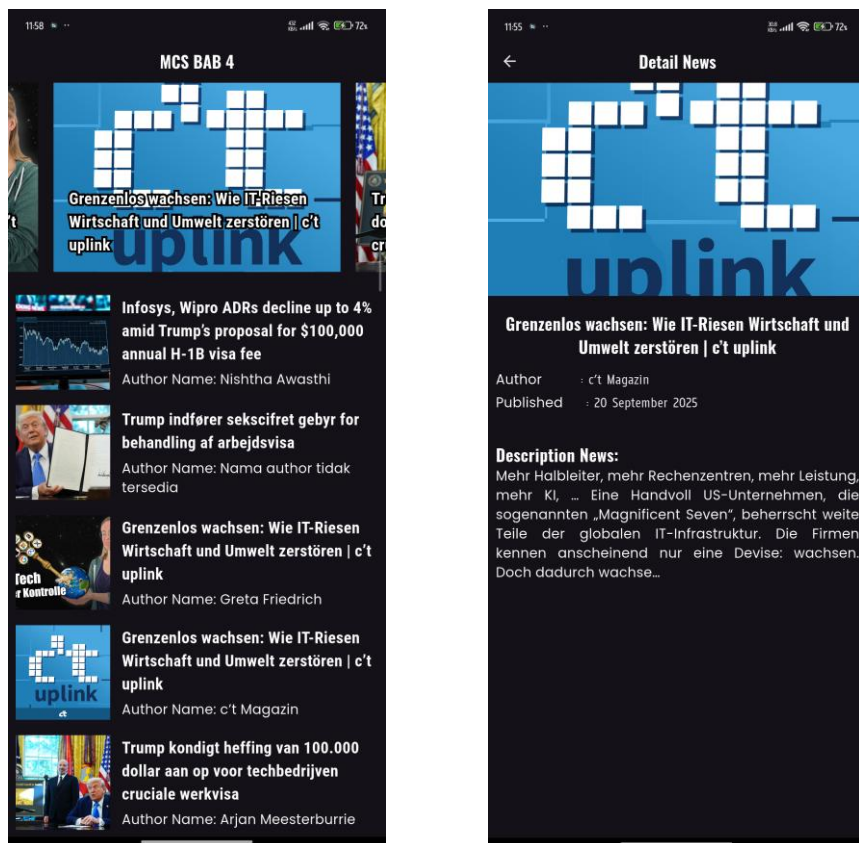 11:58
72%
MCS BAB 4
't
Grenzenlos wachsen: Wie IT-Riesen
Wirtschaft und Umwelt zerstören | c't
uplink
uplink
Tr
do
cr
Infosys, Wipro ADRs decline up to 4%
amid Trump's proposal for $100,000
annual H-1B visa fee
Author Name: Nishtha Awasthi
Trump indfører sekscifret gebyr for
behandling af arbejdsvisa
Author Name: Nama author tidak
tersedia
Tech
r Kontrolle
Grenzenlos wachsen: Wie IT-Riesen
Wirtschaft und Umwelt zerstören | c't
uplink
Author Name: Greta Friedrich
c't
uplink
c't
Grenzenlos wachsen: Wie IT-Riesen
Wirtschaft und Umwelt zerstören | c't
uplink
Author Name: c't Magazin
Trump kondigt heffing van 100.000
dollar aan op voor techbedrijven
cruciale werkvisa
Author Name: Arjan Meesterburrie
11:55
72%
Detail News
uplink
Grenzenlos wachsen: Wie IT-Riesen Wirtschaft und
Umwelt zerstören | c't uplink
Author : c't Magazin
Published : 20 September 2025
Description News:
Mehr Halbleiter, mehr Rechenzentren, mehr Leistung,
mehr KI, … Eine Handvoll US-Unternehmen, die
sogenannten „Magnificent Seven“, beherrscht weite
Teile der globalen IT-Infrastruktur. Die Firmen
kennen anscheinend nur eine Devise: wachsen.
Doch dadurch wachse…